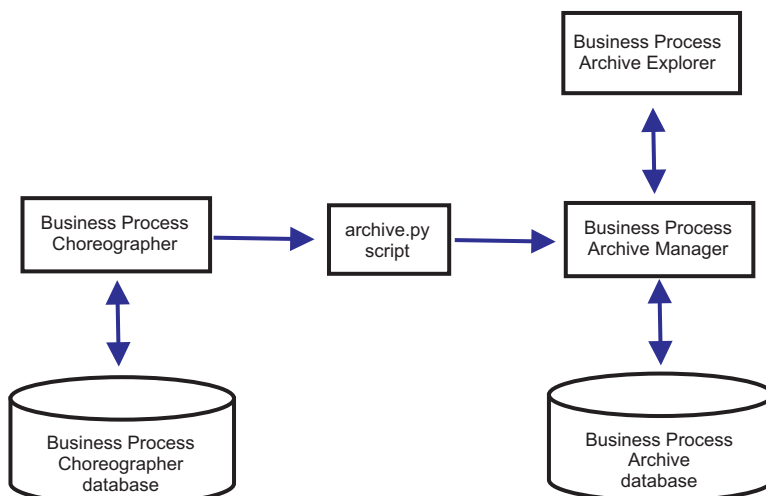 Business Process
Archive Explorer
Business Process
Choreographer
archive.py
script
Business Process
Archive Manager
Business Process
Choreographer
database
Business Process
Archive
database